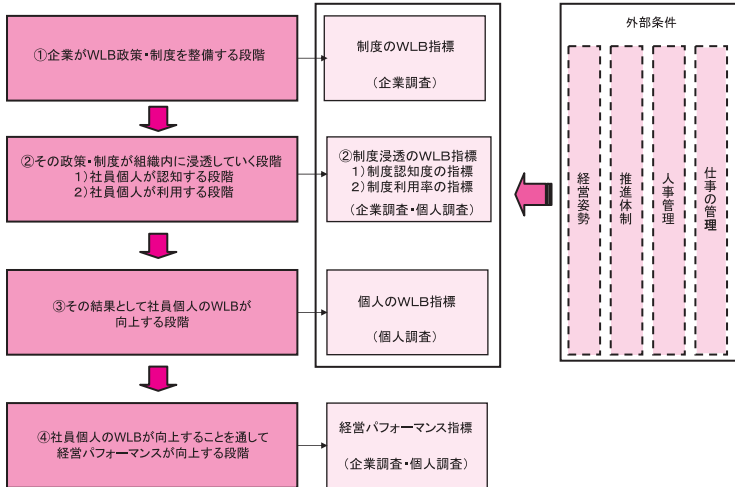 ①企業がWLB政策・制度を整備する段階
制度のWLB指標
(企業調査)
②その政策・制度が組織内に浸透していく段階
1)社員個人が認知する段階
2)社員個人が利用する段階
②制度浸透のWLB指標
1)制度認知度の指標
2)制度利用率の指標
(企業調査・個人調査)
③その結果として社員個人のWLBが
向上する段階
個人のWLB指標
(個人調査)
④社員個人のWLBが向上することを通して
経営パフォーマンスが向上する段階
経営パフォーマンス指標
(企業調査・個人調査)
外部条件
経営姿勢
推進体制
人事管理
仕事の管理